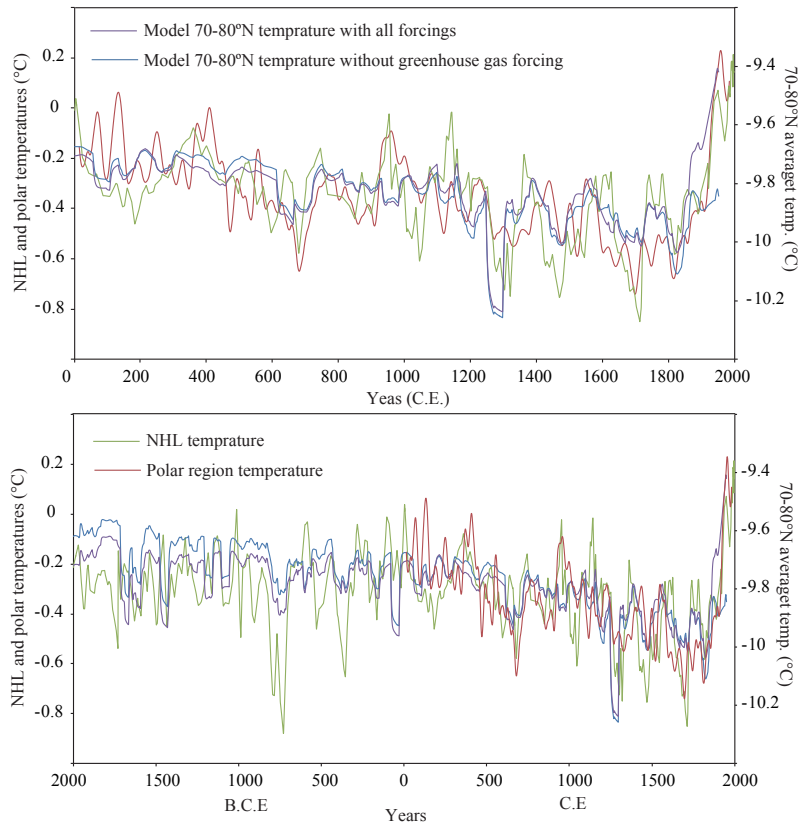 Model 70-80ºN temprature with all forcings
Model 70-80ºN temprature without greenhouse gas forcing
NHL and polar temperatures (°C)
0.2
0
-0.2
-0.4
-0.6
-0.8
-9.4
-9.6
-9.8
-10
-10.2
70-80°N averaget temp. (°C)
0 200 400 600 800 1000 1200 1400 1600 1800 2000
Yeas (C.E.)
NHL temprature
Polar region temperature
NHL and polar temperatures (°C)
0.2
0
-0.2
-0.4
-0.6
-0.8
-9.4
-9.6
-9.8
-10
-10.2
70-80°N averaget temp. (°C)
2000 1500 1000 500 0 500 1000 1500 2000
B.C.E Years C.E